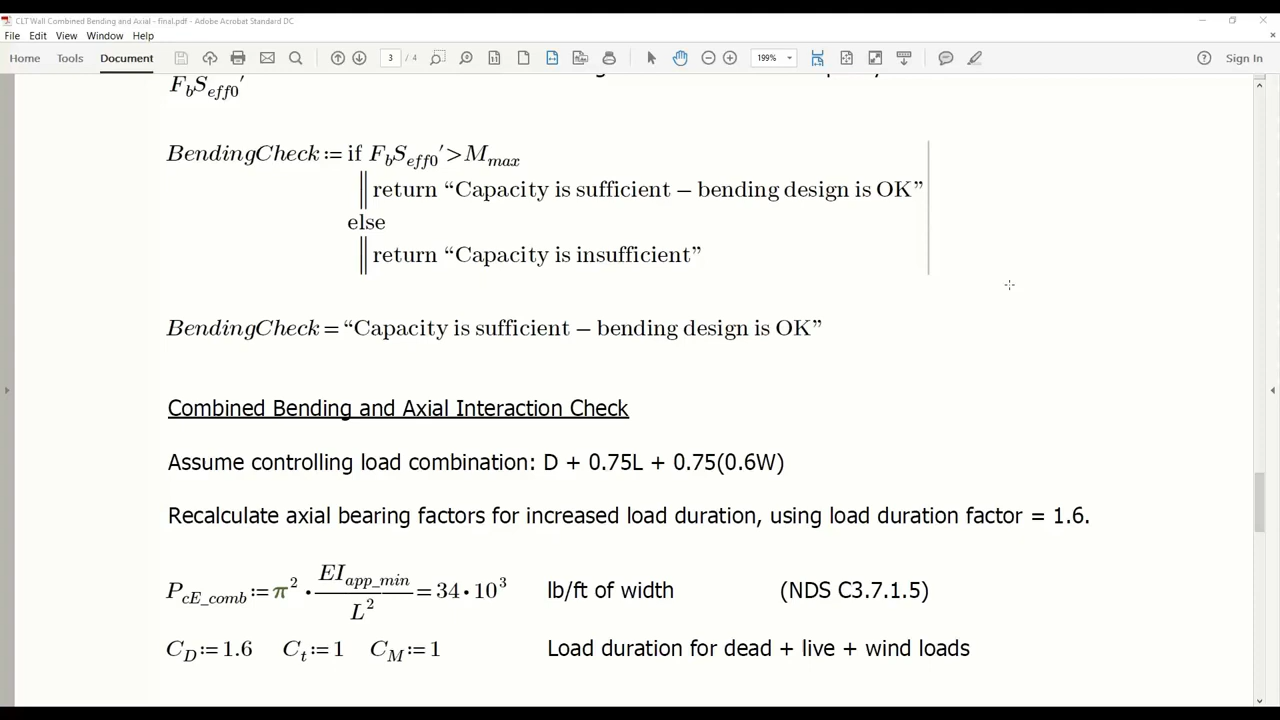 CLT Wall Combined Bending and Axial - final.pdf - Adobe Acrobat Standard DC
File Edit View Window Help
Home Tools Document 3 / 4 199% Sign In
F_bS_eff0′
BendingCheck := if F_bS_eff0′ > M_max
return “Capacity is sufficient – bending design is OK”
else
return “Capacity is insufficient”
BendingCheck = “Capacity is sufficient – bending design is OK”
Combined Bending and Axial Interaction Check
Assume controlling load combination: D + 0.75L + 0.75(0.6W)
Recalculate axial bearing factors for increased load duration, using load duration factor = 1.6.
P_cE_comb := π² · EI_app_min / L² = 34 · 10³ lb/ft of width (NDS C3.7.1.5)
C_D := 1.6 C_t := 1 C_M := 1 Load duration for dead + live + wind loads